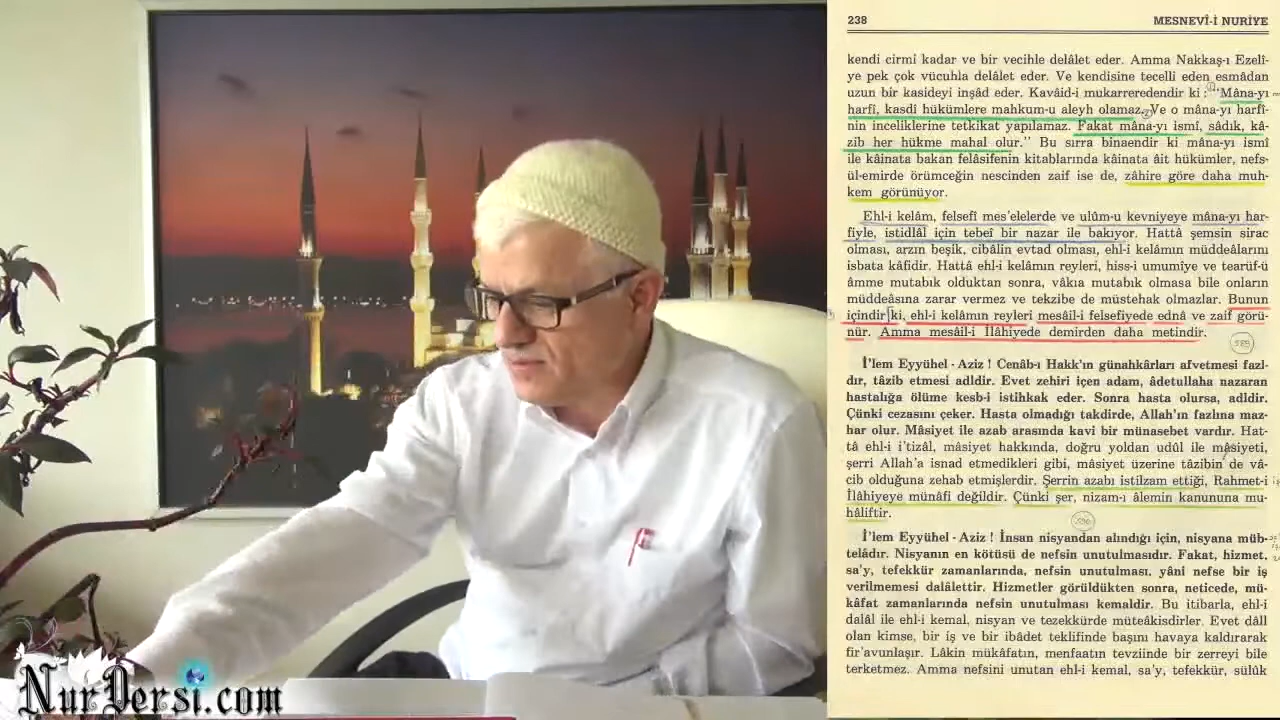 238 MESNEVÎ-İ NURİYE
kendi cirmi kadar ve bir vecihle delâlet eder. Amma Nakkaş-ı Ezelî-
ye pek çok vücuhla delâlet eder. Ve kendisine tecelli eden esmâdan
uzun bir kasideyi inşâd eder. Kavâid-i mukarreredendir ki : "Mâna-yı
harfî, kasdî hükümlere mahkum-u aleyh olamaz. Ve o mâna-yı harfî-
nin inceliklerine tetkikat yapılamaz. Fakat mâna-yı ismî, sâdık, kâ-
zib her hükme mahal olur." Bu sırra binaendir ki mâna-yı ismî
ile kâinata bakan felâsifenin kitablarında kâinata âit hükümler, nefs-
ül-emirde örümceğin nescinden zaif ise de, zâhire göre daha muh-
kem görünüyor.
Ehl-i kelâm, felsefî mes'elelerde ve ulûm-u kevniyeye mâna-yı har-
fiyle, istidlâl için tebeî bir nazar ile bakıyor. Hattâ şemsin sirac
olması, arzın beşik, cibâlin evtad olması, ehl-i kelâmın müddeâlarını
isbata kâfidir. Hattâ ehl-i kelâmın reyleri, hiss-i umumîye ve tearüf-ü
âmme mutabık olduktan sonra, vâkıa mutabık olmasa bile onların
müddeâsına zarar vermez ve tekzibe de müstehak olmazlar. Bunun
içindir ki, ehl-i kelâmın reyleri mesâil-i felsefiyede ednâ ve zaif görü-
nür. Amma mesâil-i İlâhiyede demirden daha metindir.
585
İ'lem Eyyühel - Aziz ! Cenâb-ı Hakk'ın günahkârları afvetmesi fazl-
dır, tâzib etmesi adldir. Evet zehiri içen adam, âdetullaha nazaran
hastalığa ölüme kesb-i istihkak eder. Sonra hasta olursa, adldir.
Çünki cezasını çeker. Hasta olmadığı takdirde, Allah'ın fazlına maz-
har olur. Mâsiyet ile azab arasında kavi bir münasebet vardır. Hat-
tâ ehl-i i'tizâl, mâsiyet hakkında, doğru yoldan udûl ile mâsiyeti,
şerri Allah'a isnad etmedikleri gibi, mâsiyet üzerine tâzibin de vâ-
cib olduğuna zehab etmişlerdir. Şerrin azabı istilzam ettiği, Rahmet-i
İlâhiyeye münâfi değildir. Çünki şer, nizam-ı âlemin kanununa mu-
hâliftir.
İ'lem Eyyühel - Aziz ! İnsan nisyandan alındığı için, nisyana müb-
telâdır. Nisyanın en kötüsü de nefsin unutulmasıdır. Fakat, hizmet,
sa'y, tefekkür zamanlarında, nefsin unutulması, yâni nefse bir iş
verilmemesi dalâlettir. Hizmetler görüldükten sonra, neticede, mü-
kâfat zamanlarında nefsin unutulması kemaldir. Bu itibarla, ehl-i
dalâl ile ehl-i kemal, nisyan ve tezekkürde müteâkisdirler. Evet dâll
olan kimse, bir iş ve bir ibâdet teklifinde başını havaya kaldırarak
fir'avunlaşır. Lâkin mükâfatın, menfaatın tevziinde bir zerreyi bile
terketmez. Amma nefsini unutan ehl-i kemal, sa'y, tefekkür, sülûk
NurDersi.com